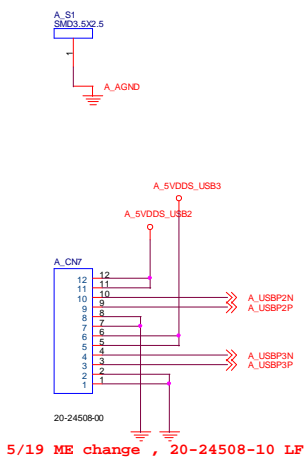 A_S1
SMD3.5X2.5
1
A_AGND
A_5VDDS_USB3
A_5VDDS_USB2
A_CN7
12 12
11 11
10 10 A_USBP2N
9 9 A_USBP2P
8 8
7 7
6 6
5 5
4 4 A_USBP3N
3 3 A_USBP3P
2 2
1 1
20-24508-00
5/19 ME change , 20-24508-10 LF